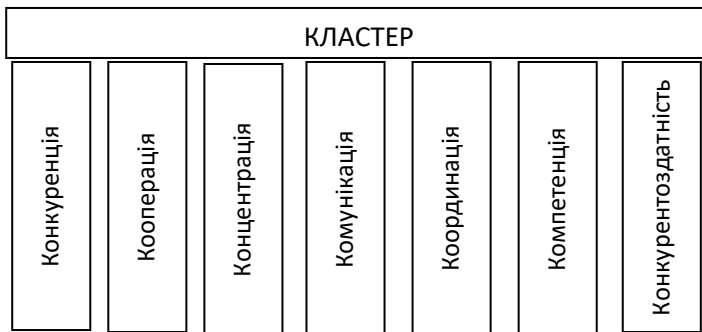 КЛАСТЕР
Конкуренція
Кооперація
Концентрація
Комунікація
Координація
Компетенція
Конкурентоздатність